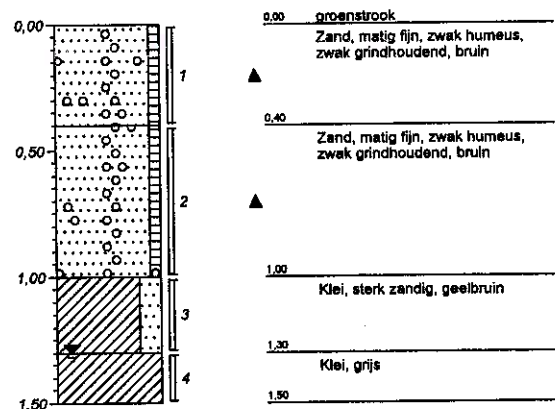 0,00
0,50
1,00
1,50
1
2
3
4
0,00 groenstrook
Zand, matig fijn, zwak humeus,
zwak grindhoudend, bruin
0,40
Zand, matig fijn, zwak humeus,
zwak grindhoudend, bruin
1,00
Klei, sterk zandig, geelbruin
1,30
Klei, grijs
1,50